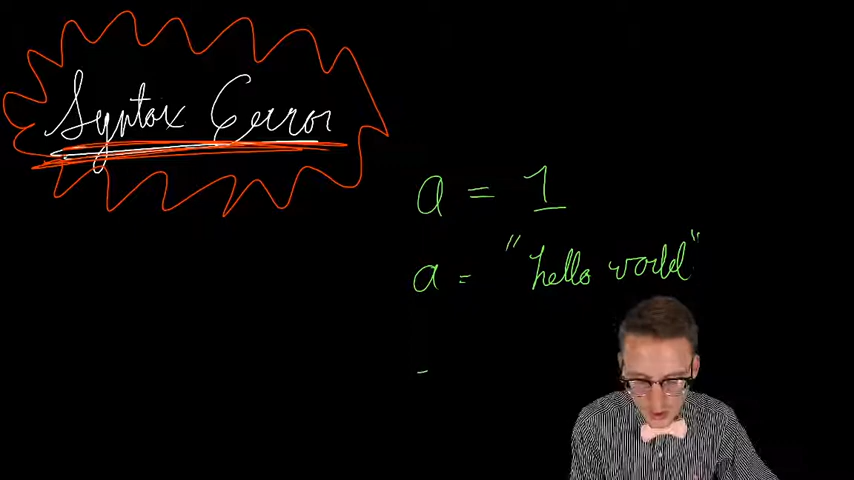 Syntax Error
a = 1
a = "hello world"
-